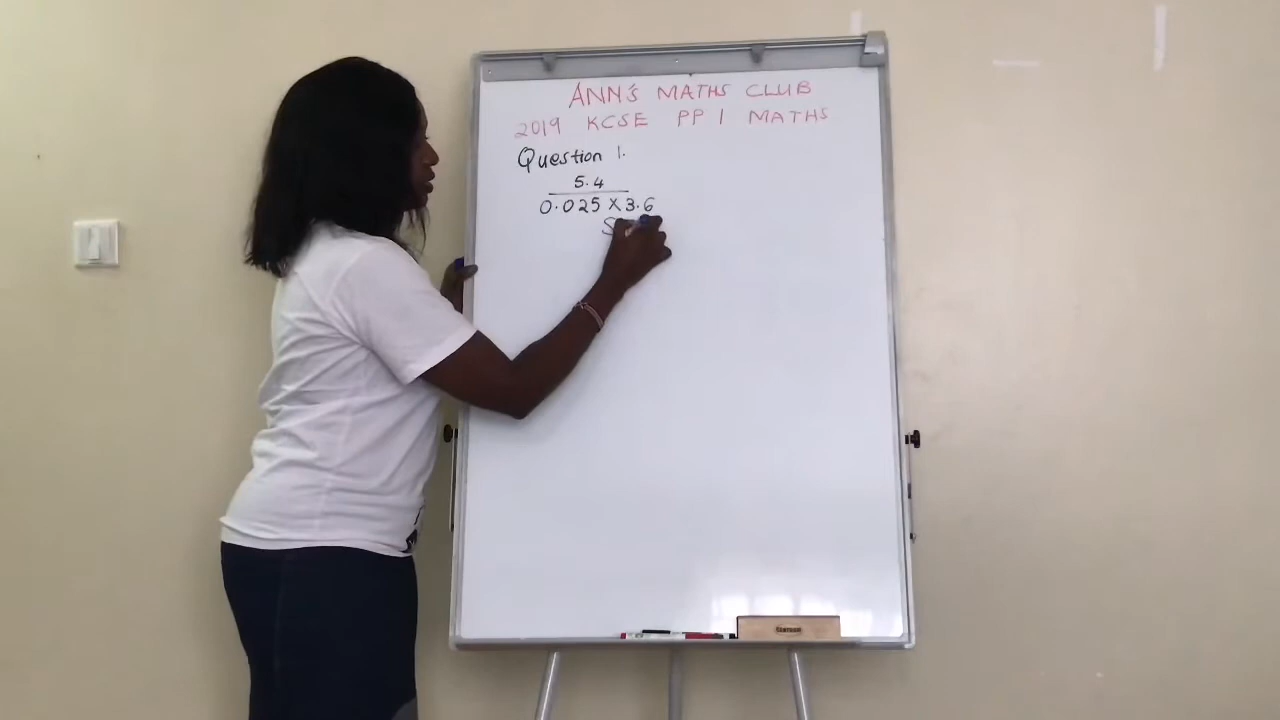 ANN'S MATHS CLUB
2019 KCSE PP 1 MATHS
Question 1.
5.4
0.025 X 3.6
S